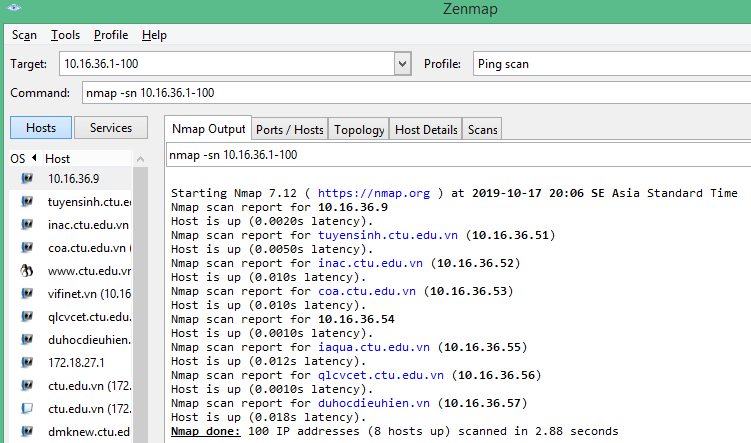 Zenmap
Scan Tools Profile Help
Target: 10.16.36.1-100 Profile: Ping scan
Command: nmap -sn 10.16.36.1-100
Hosts Services
OS Host
10.16.36.9
tuyensinh.ctu.e
inac.ctu.edu.vn
coa.ctu.edu.vn (
www.ctu.edu.vn
vifinet.vn (10.16
qlcvcet.ctu.edu.
duhocdieuhien.
172.18.27.1
ctu.edu.vn (172.
ctu.edu.vn (172.
dmknew.ctu.ed
Nmap Output Ports / Hosts Topology Host Details Scans
nmap -sn 10.16.36.1-100
Starting Nmap 7.12 ( https://nmap.org ) at 2019-10-17 20:06 SE Asia Standard Time
Nmap scan report for 10.16.36.9
Host is up (0.0020s latency).
Nmap scan report for tuyensinh.ctu.edu.vn (10.16.36.51)
Host is up (0.0050s latency).
Nmap scan report for inac.ctu.edu.vn (10.16.36.52)
Host is up (0.010s latency).
Nmap scan report for coa.ctu.edu.vn (10.16.36.53)
Host is up (0.010s latency).
Nmap scan report for 10.16.36.54
Host is up (0.0010s latency).
Nmap scan report for iaqua.ctu.edu.vn (10.16.36.55)
Host is up (0.012s latency).
Nmap scan report for qlcvcet.ctu.edu.vn (10.16.36.56)
Host is up (0.0010s latency).
Nmap scan report for duhocdieuhien.vn (10.16.36.57)
Host is up (0.018s latency).
Nmap done: 100 IP addresses (8 hosts up) scanned in 2.88 seconds